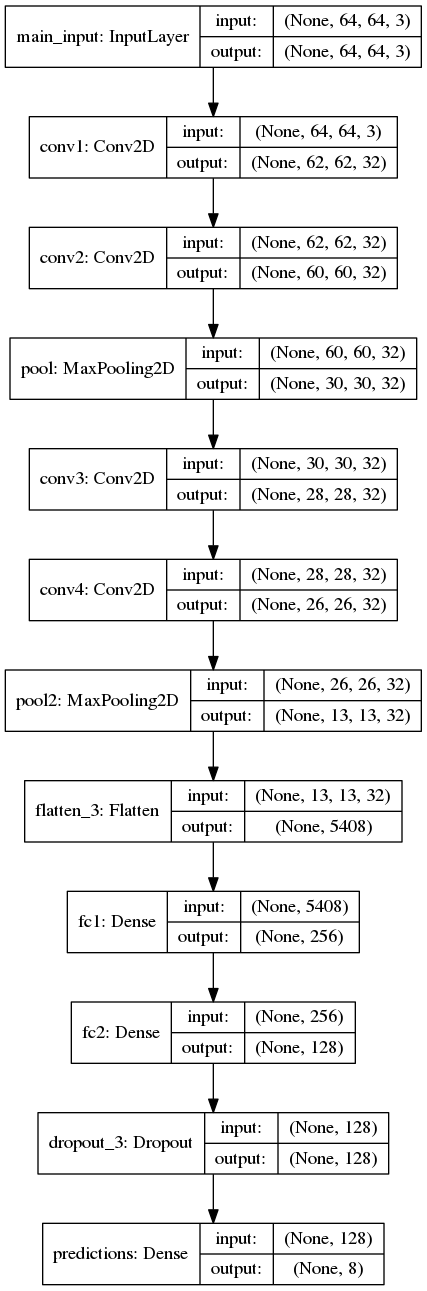 main_input: InputLayer
input: (None, 64, 64, 3)
output: (None, 64, 64, 3)
conv1: Conv2D
input: (None, 64, 64, 3)
output: (None, 62, 62, 32)
conv2: Conv2D
input: (None, 62, 62, 32)
output: (None, 60, 60, 32)
pool: MaxPooling2D
input: (None, 60, 60, 32)
output: (None, 30, 30, 32)
conv3: Conv2D
input: (None, 30, 30, 32)
output: (None, 28, 28, 32)
conv4: Conv2D
input: (None, 28, 28, 32)
output: (None, 26, 26, 32)
pool2: MaxPooling2D
input: (None, 26, 26, 32)
output: (None, 13, 13, 32)
flatten_3: Flatten
input: (None, 13, 13, 32)
output: (None, 5408)
fc1: Dense
input: (None, 5408)
output: (None, 256)
fc2: Dense
input: (None, 256)
output: (None, 128)
dropout_3: Dropout
input: (None, 128)
output: (None, 128)
predictions: Dense
input: (None, 128)
output: (None, 8)